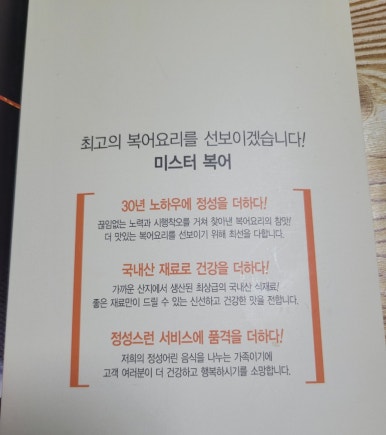 최고의 복어요리를 선보이겠습니다!
미스터 복어
30년 노하우에 정성을 더하다!
끊임없는 노력과 시행착오를 거쳐 찾아낸 복어요리의 참맛!
더 맛있는 복어요리를 선보이기 위해 최선을 다합니다.
국내산 재료로 건강을 더하다!
가까운 산지에서 생산된 최상급의 국내산 식재료!
좋은 재료만이 드릴 수 있는 신선하고 건강한 맛을 전합니다.
정성스런 서비스에 품격을 더하다!
저희의 정성어린 음식을 나누는 가족이기에
고객 여러분이 더 건강하고 행복하시기를 소망합니다.